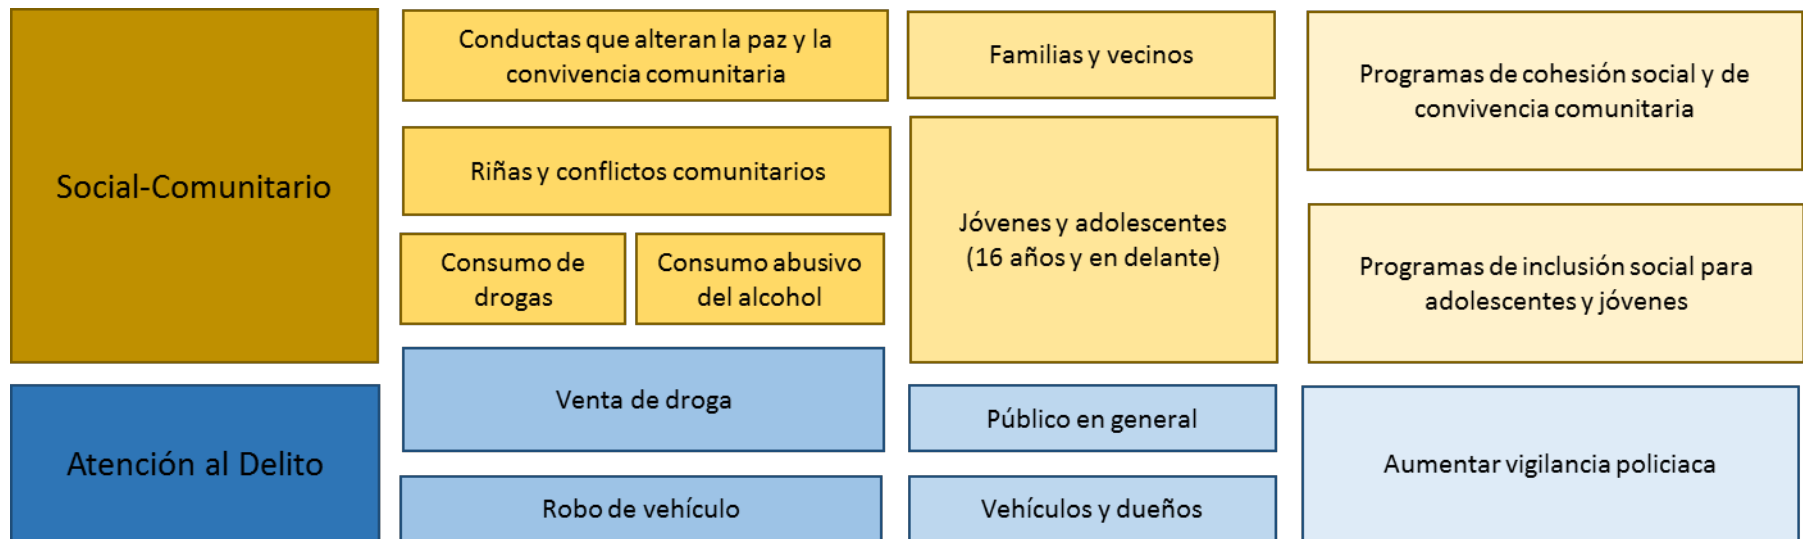 Social-Comunitario
Conductas que alteran la paz y la
convivencia comunitaria
Riñas y conflictos comunitarios
Consumo de
drogas
Consumo abusivo
del alcohol
Familias y vecinos
Jóvenes y adolescentes
(16 años y en delante)
Programas de cohesión social y de
convivencia comunitaria
Programas de inclusión social para
adolescentes y jóvenes
Atención al Delito
Venta de droga
Robo de vehículo
Público en general
Vehículos y dueños
Aumentar vigilancia policiaca